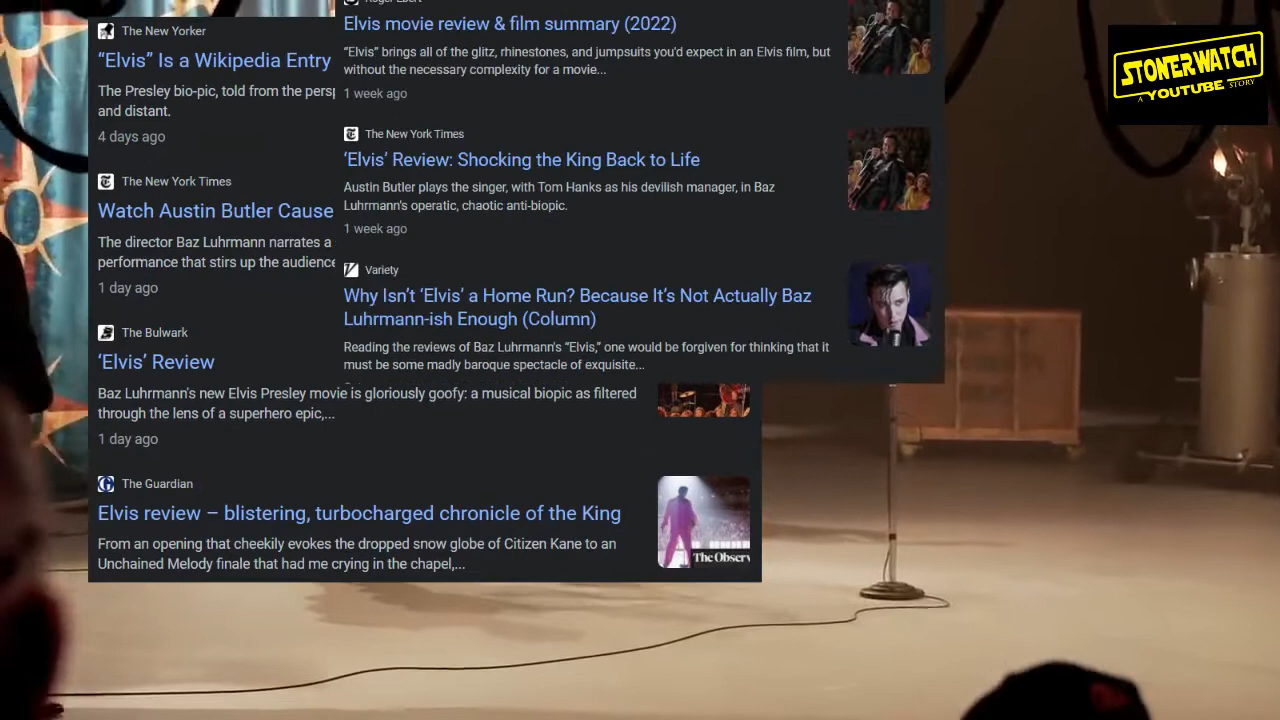 The New Yorker
“Elvis” Is a Wikipedia Entry
The Presley bio-pic, told from the persp
and distant.
4 days ago
The New York Times
Watch Austin Butler Cause
The director Baz Luhrmann narrates a
performance that stirs up the audience
1 day ago
The Bulwark
‘Elvis’ Review
Baz Luhrmann's new Elvis Presley movie is gloriously goofy: a musical biopic as filtered
through the lens of a superhero epic,...
1 day ago
The Guardian
Elvis review – blistering, turbocharged chronicle of the King
From an opening that cheekily evokes the dropped snow globe of Citizen Kane to an
Unchained Melody finale that had me crying in the chapel,...
The Observ
Roger Ebert
Elvis movie review & film summary (2022)
“Elvis” brings all of the glitz, rhinestones, and jumpsuits you'd expect in an Elvis film, but
without the necessary complexity for a movie...
1 week ago
The New York Times
‘Elvis’ Review: Shocking the King Back to Life
Austin Butler plays the singer, with Tom Hanks as his devilish manager, in Baz
Luhrmann's operatic, chaotic anti-biopic.
1 week ago
Variety
Why Isn’t ‘Elvis’ a Home Run? Because It’s Not Actually Baz
Luhrmann-ish Enough (Column)
Reading the reviews of Baz Luhrmann's “Elvis,” one would be forgiven for thinking that it
must be some madly baroque spectacle of exquisite...
STONERWATCH
A YOUTUBE STORY